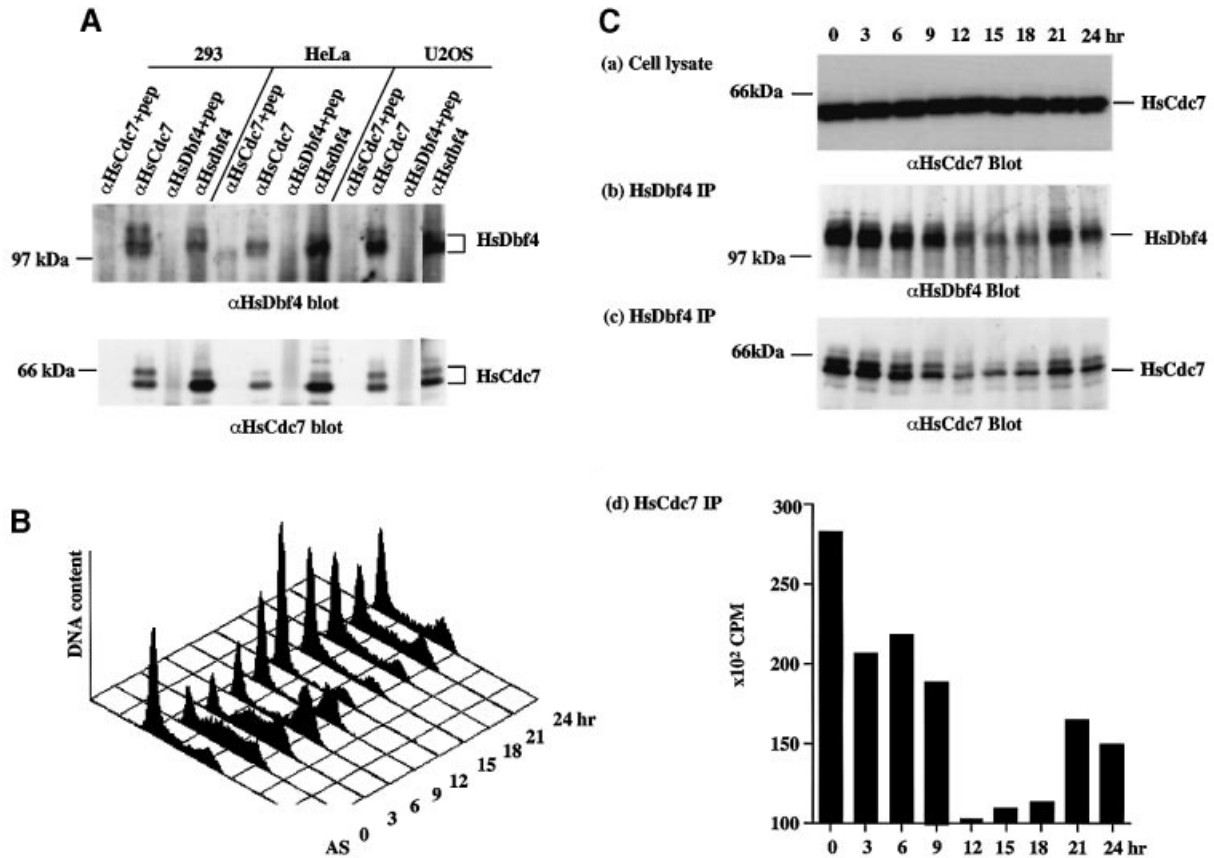 A
293 HeLa U2OS
αHsCdc7+pep
αHsCdc7
αHsDbf4+pep
αHsdbf4
αHsCdc7+pep
αHsCdc7
αHsDbf4+pep
αHsdbf4
αHsCdc7+pep
αHsCdc7
αHsDbf4+pep
αHsdbf4
97 kDa
HsDbf4
αHsDbf4 blot
66 kDa
HsCdc7
αHsCdc7 blot
B
DNA content
AS 0 3 6 9 12 15 18 21 24 hr
C
0 3 6 9 12 15 18 21 24 hr
(a) Cell lysate
66kDa
HsCdc7
αHsCdc7 Blot
(b) HsDbf4 IP
97 kDa
HsDbf4
αHsDbf4 Blot
(c) HsDbf4 IP
66kDa
HsCdc7
αHsCdc7 Blot
(d) HsCdc7 IP
x10² CPM
300
250
200
150
100
0 3 6 9 12 15 18 21 24 hr